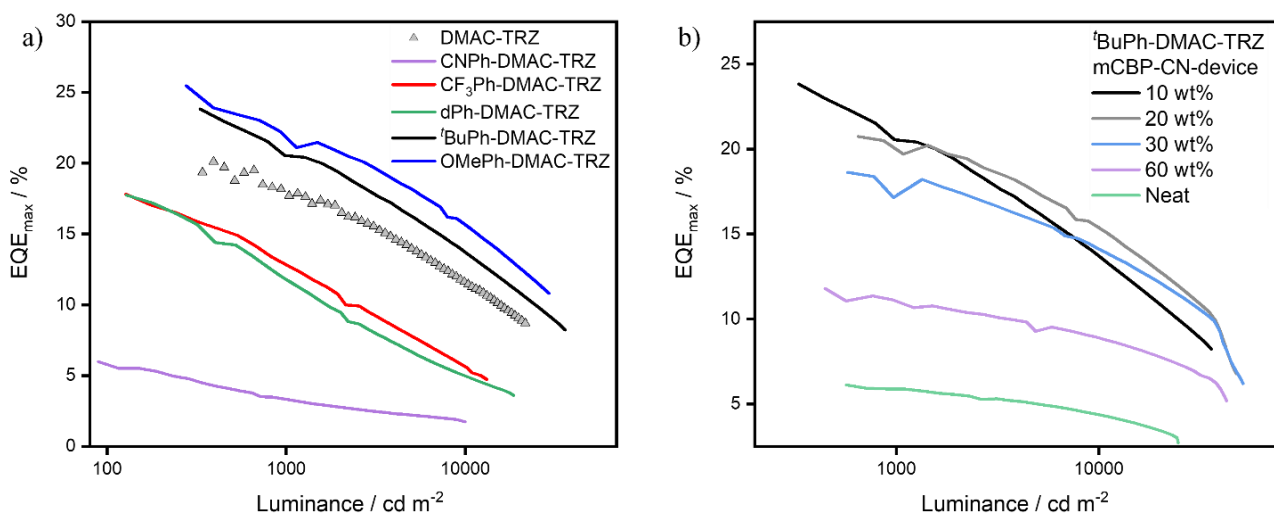 a)
EQEmax / %
30
25
20
15
10
5
0
DMAC-TRZ
CNPh-DMAC-TRZ
CF3Ph-DMAC-TRZ
dPh-DMAC-TRZ
tBuPh-DMAC-TRZ
OMePh-DMAC-TRZ
100 1000 10000
Luminance / cd m-2
b)
EQEmax / %
25
20
15
10
5
tBuPh-DMAC-TRZ
mCBP-CN-device
10 wt%
20 wt%
30 wt%
60 wt%
Neat
1000 10000
Luminance / cd m-2